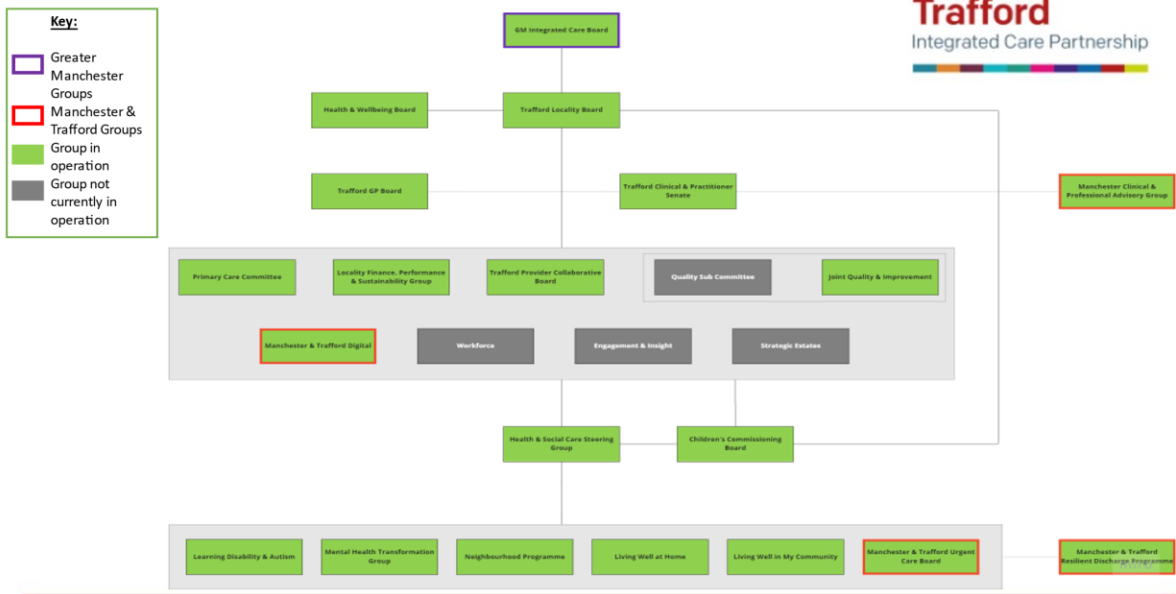 Key:
Greater
Manchester
Groups
Manchester &
Trafford Groups
Group in
operation
Group not
currently in
operation
Trafford
Integrated Care Partnership
GM Integrated Care Board
Health & Wellbeing Board
Trafford Locality Board
Trafford GP Board
Trafford Clinical & Practitioner
Senate
Manchester Clinical &
Professional Advisory Group
Primary Care Committee
Locality Finance, Performance
& Sustainability Group
Trafford Provider Collaborative
Board
Quality Sub Committee
Joint Quality & Improvement
Manchester & Trafford Digital
Workforce
Engagement & Insight
Strategic Estates
Health & Social Care Steering
Group
Children's Commissioning
Board
Learning Disability & Autism
Mental Health Transformation
Group
Neighbourhood Programme
Living Well at Home
Living Well in My Community
Manchester & Trafford Urgent
Care Board
Manchester & Trafford
Resilient Discharge Programme